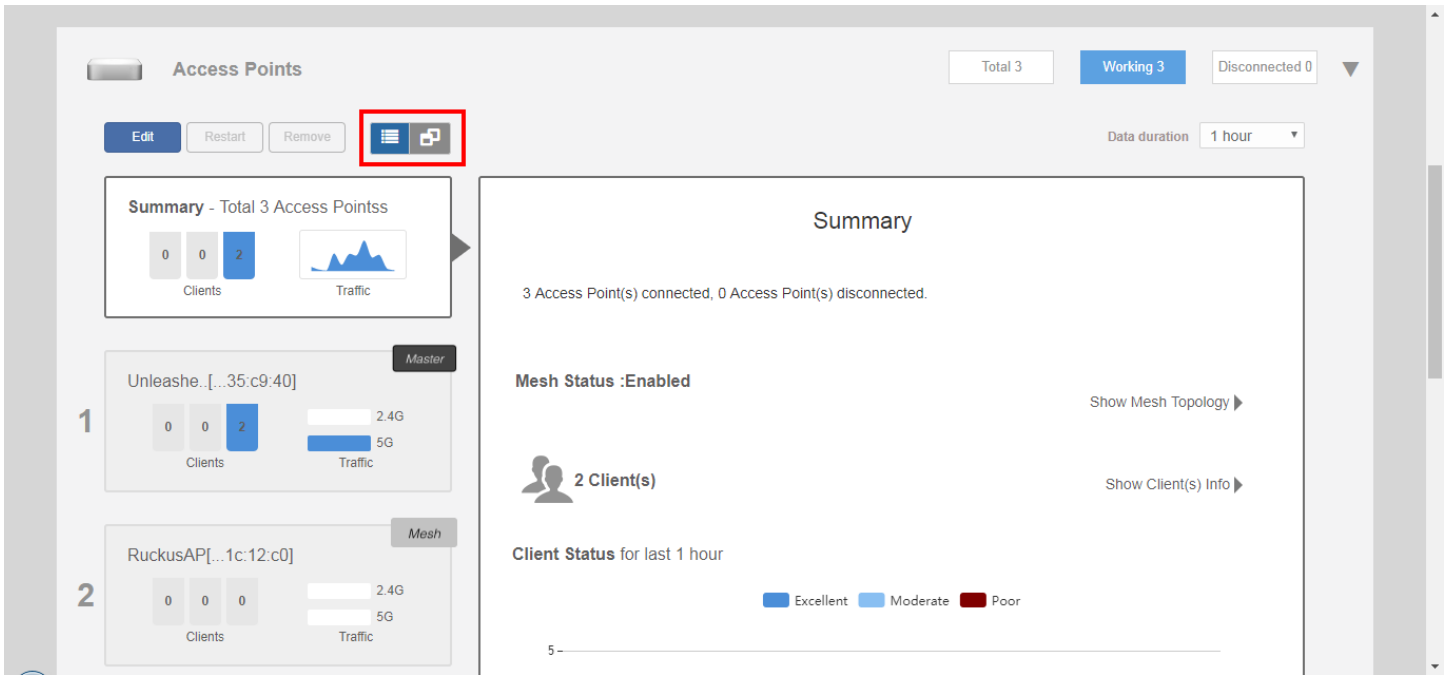 Access Points
Total 3
Working 3
Disconnected 0
Edit
Restart
Remove
Data duration
1 hour
Summary - Total 3 Access Pointss
0 0 2
Clients
Traffic
Summary
3 Access Point(s) connected, 0 Access Point(s) disconnected.
Master
Unleashe..[...35:c9:40]
1
0 0 2
2.4G
5G
Clients
Traffic
Mesh Status :Enabled
Show Mesh Topology
2 Client(s)
Show Client(s) Info
Mesh
RuckusAP[...1c:12:c0]
2
0 0 0
2.4G
5G
Clients
Traffic
Client Status for last 1 hour
Excellent Moderate Poor
5